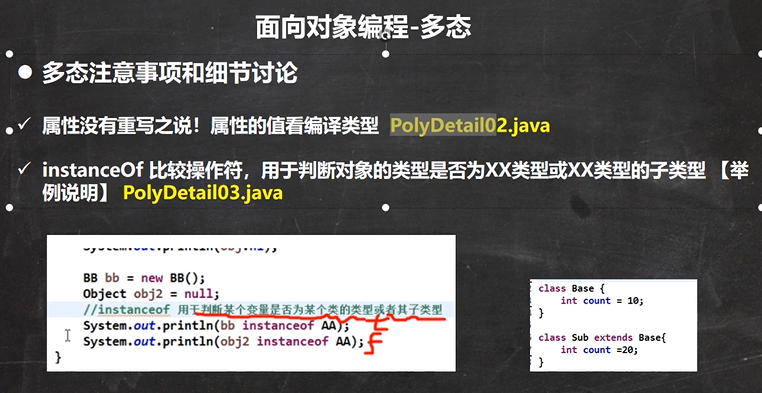 面向对象编程-多态
● 多态注意事项和细节讨论
✓ 属性没有重写之说！属性的值看编译类型 PolyDetail02.java
✓ instanceOf 比较操作符，用于判断对象的类型是否为XX类型或XX类型的子类型 【举
例说明】 PolyDetail03.java
System.out.println(obj.n1);
BB bb = new BB();
Object obj2 = null;
//instanceof 用于判断某个变量是否为某个类的类型或者其子类型
System.out.println(bb instanceof AA);
System.out.println(obj2 instanceof AA);
}
class Base {
int count = 10;
}
class Sub extends Base{
int count =20;
}